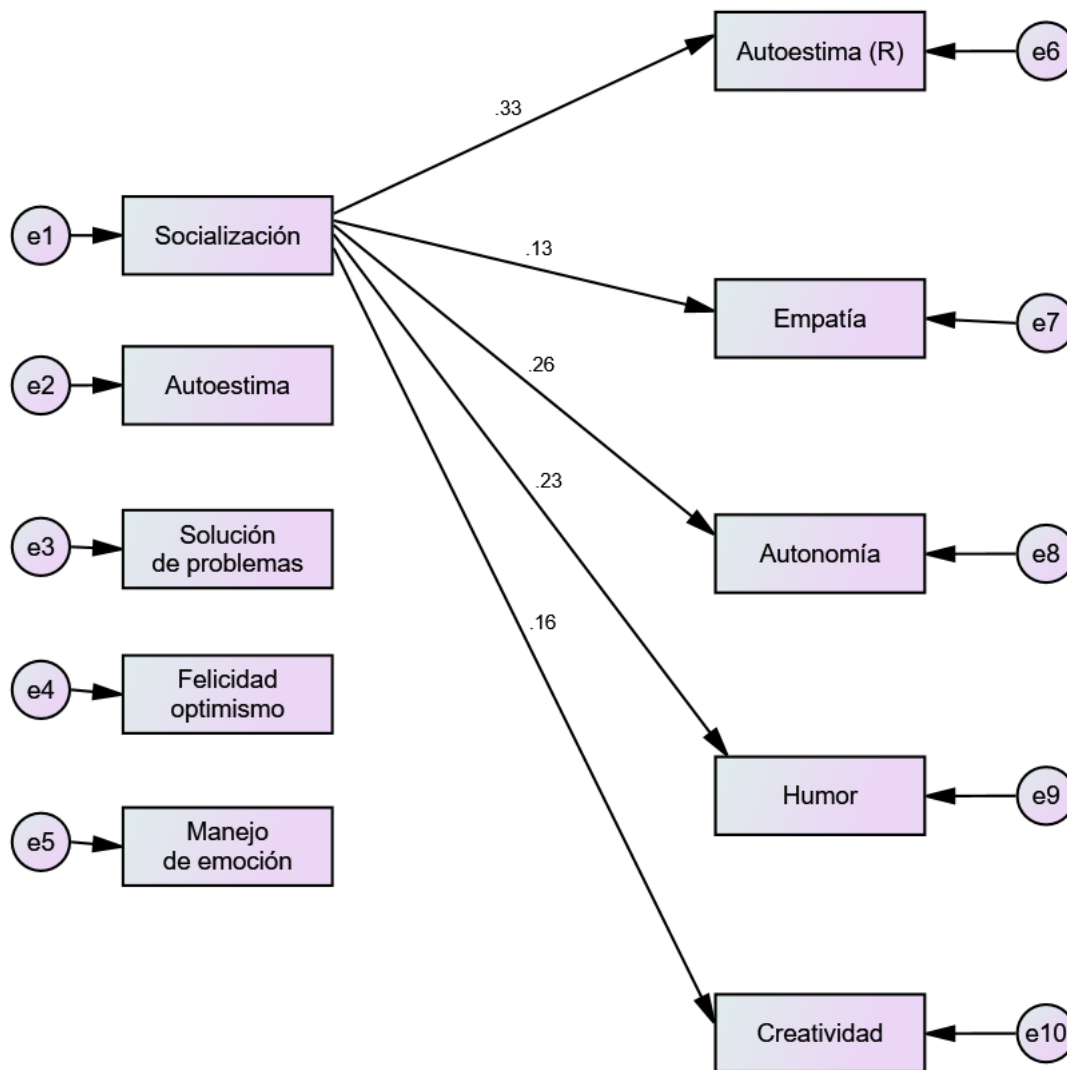 Autoestima (R)
e6
.33
e1
Socialización
.13
Empatía
e7
e2
Autoestima
.26
.23
e3
Solución
de problemas
Autonomía
e8
.16
e4
Felicidad
optimismo
e5
Manejo
de emoción
Humor
e9
Creatividad
e10